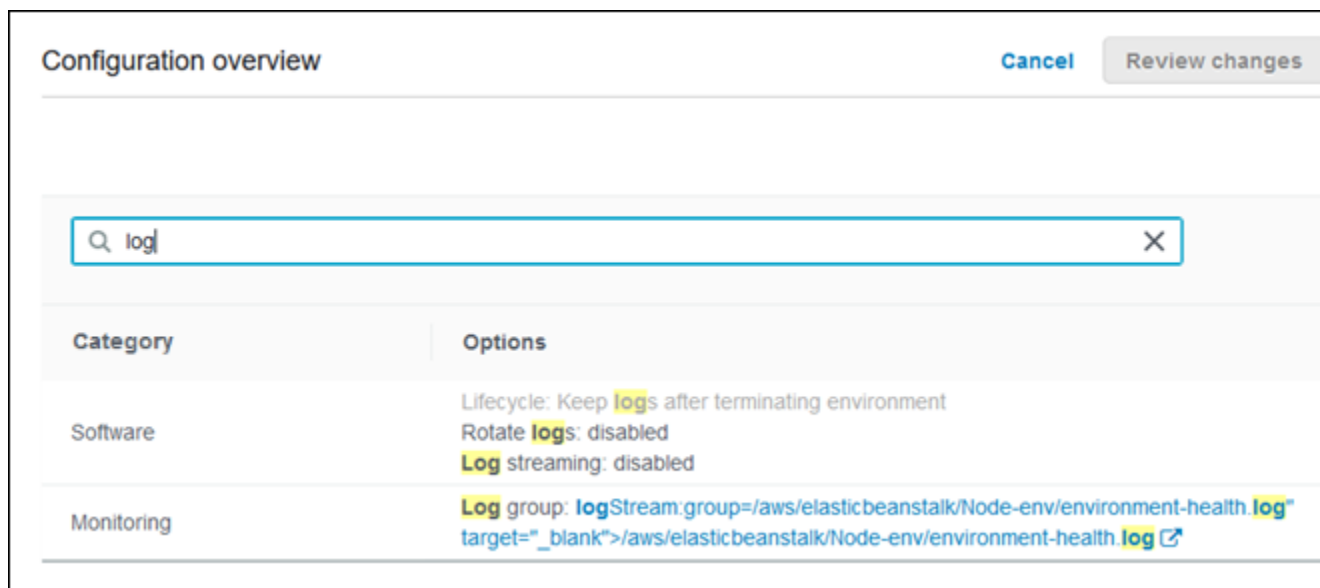 Configuration overview
Cancel
Review changes
log
Category
Options
Software
Lifecycle: Keep logs after terminating environment
Rotate logs: disabled
Log streaming: disabled
Monitoring
Log group: logStream:group=/aws/elasticbeanstalk/Node-env/environment-health.log"
target="_blank">/aws/elasticbeanstalk/Node-env/environment-health.log